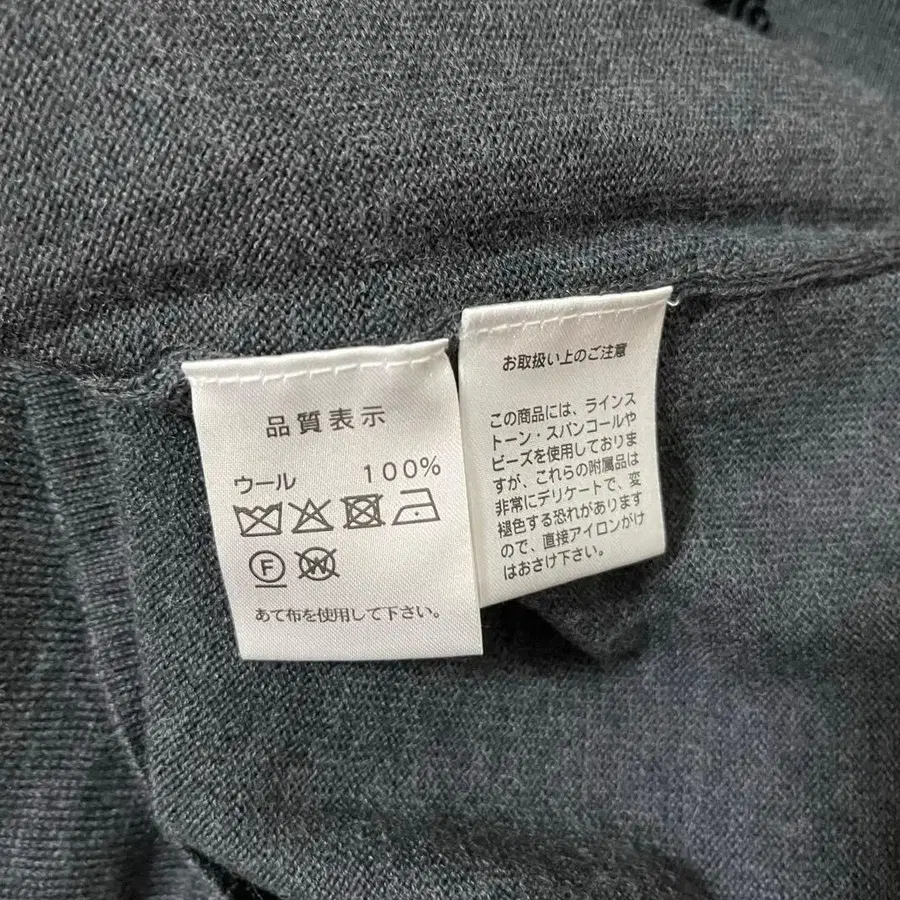 品質表示
ウール 100%
F W
あて布を使用して下さい。
お取扱い上のご注意
この商品には、ラインス
トーン・スパンコールや
ビーズを使用しておりま
すが、これらの附属品は
非常にデリケートで、変
褪色する恐れがあります
ので、直接アイロンがけ
はおさけ下さい。